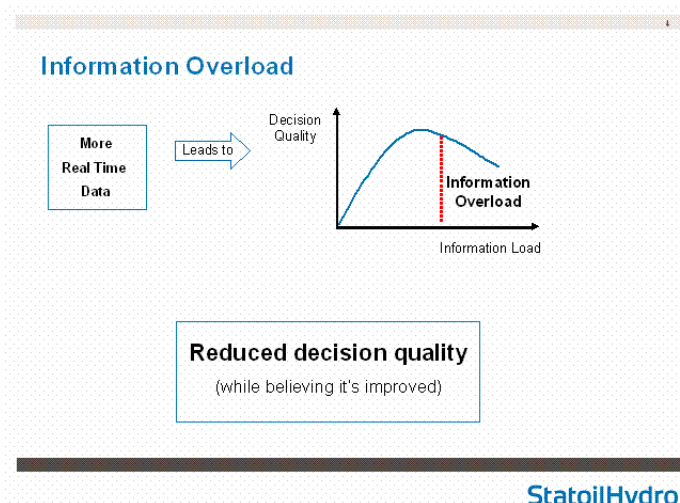 Information Overload
More
Real Time
Data
Leads to
Decision
Quality
Information
Overload
Information Load
Reduced decision quality
(while believing it's improved)
StatoilHydro